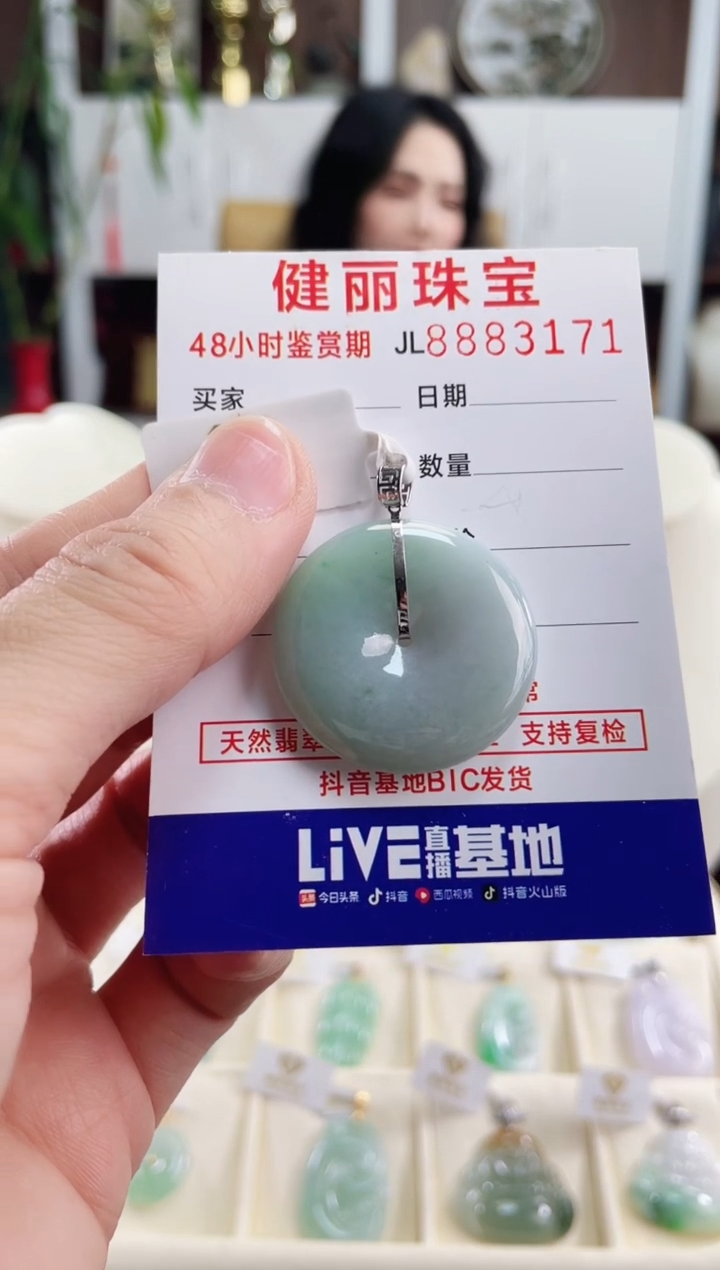 健丽珠宝
48小时鉴赏期 JL8883171
买家 日期
数量
常
天然翡翠 支持复检
抖音基地BIC发货
LiVE直播基地
头条 今日头条 抖音 西瓜视频 抖音火山版